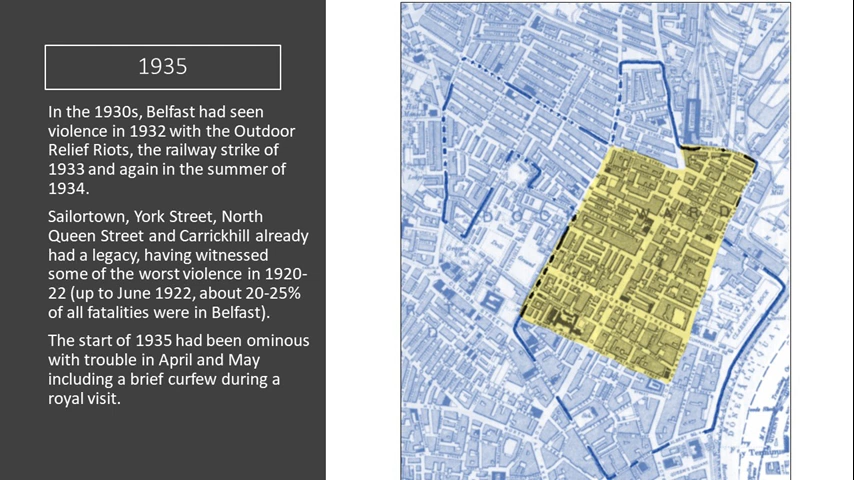 1935
In the 1930s, Belfast had seen
violence in 1932 with the Outdoor
Relief Riots, the railway strike of
1933 and again in the summer of
1934.
Sailortown, York Street, North
Queen Street and Carrickhill already
had a legacy, having witnessed
some of the worst violence in 1920-
22 (up to June 1922, about 20-25%
of all fatalities were in Belfast).
The start of 1935 had been ominous
with trouble in April and May
including a brief curfew during a
royal visit.
DOCK WARD
DONEGALL QUAY